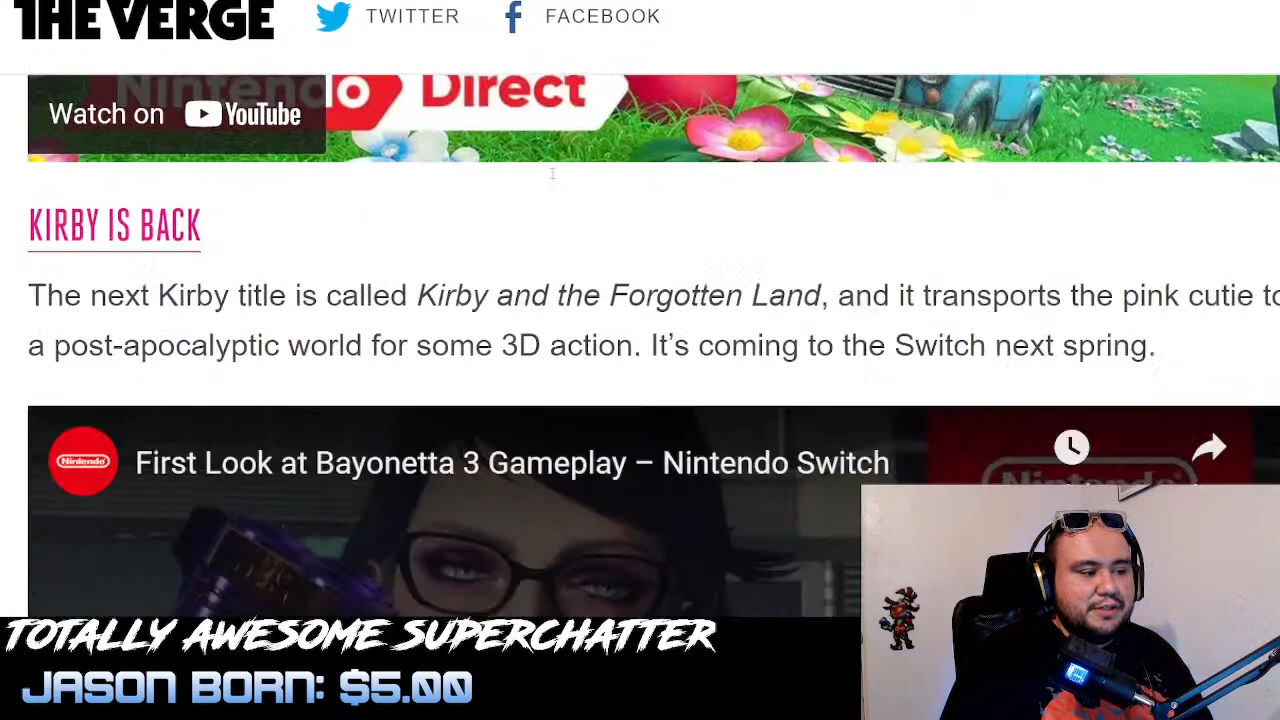 THE VERGE
TWITTER
FACEBOOK
Nintendo Direct
Watch on YouTube
KIRBY IS BACK
The next Kirby title is called Kirby and the Forgotten Land, and it transports the pink cutie to
a post-apocalyptic world for some 3D action. It’s coming to the Switch next spring.
Nintendo
First Look at Bayonetta 3 Gameplay – Nintendo Switch
Nintendo
TOTALLY AWESOME SUPERCHATTER
JASON BORN: $5.00